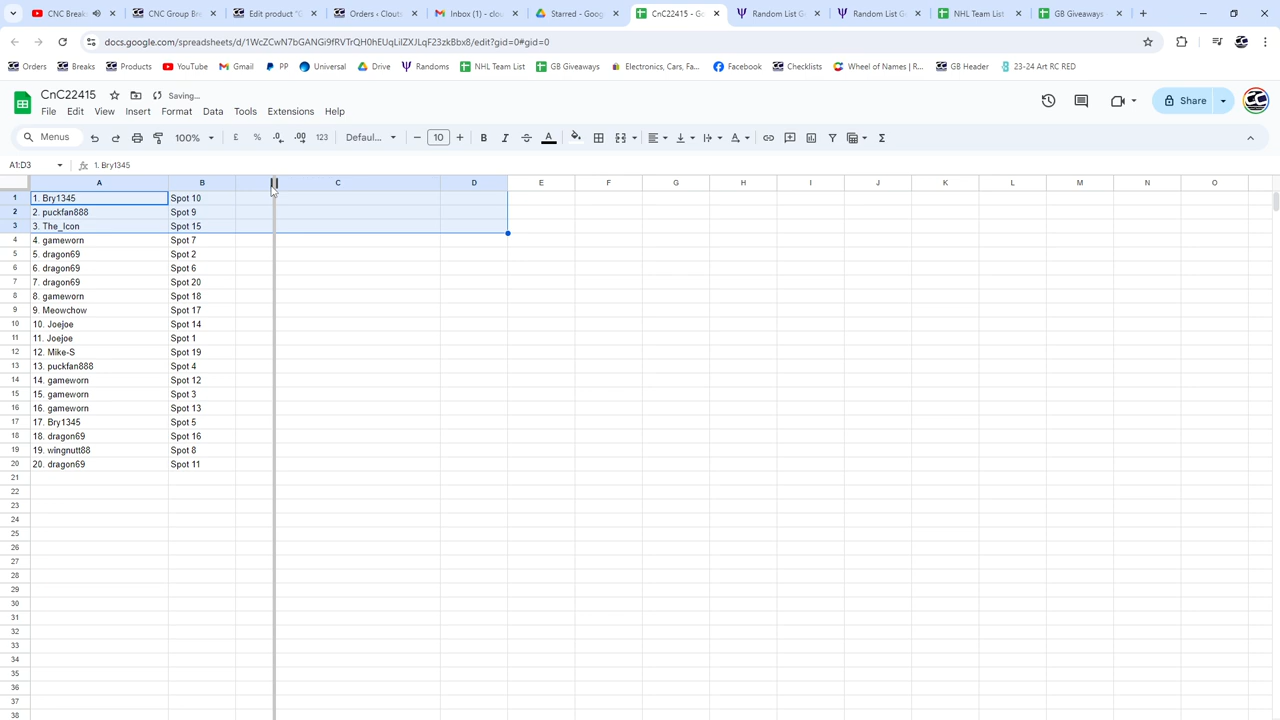 CNC Break
CNC Group Bre
Edit product "G
Orders · Clouts
Inbox - clou
Starred - Goog
CnC22415 - G
Random List G
Random List Ge
NHL Team List
GB Giveaways
docs.google.com/spreadsheets/d/1WcZCwN7bGANGi9fRVTrQH0hEUqLiIZXJLqF23zkBbx8/edit?gid=0#gid=0
Orders
Breaks
Products
YouTube
Gmail
PP
Universal
Drive
Randoms
NHL Team List
GB Giveaways
Electronics, Cars, Fa...
Facebook
Checklists
Wheel of Names | R...
GB Header
23-24 Art RC RED
CnC22415
Saving...
File Edit View Insert Format Data Tools Extensions Help
Share
Menus
100%
£ % .0 .00 123
Defaul...
10
A1:D3
1. Bry1345
A B C D E F G H I J K L M N O
1 1. Bry1345 Spot 10
2 2. puckfan888 Spot 9
3 3. The_Icon Spot 15
4 4. gameworn Spot 7
5 5. dragon69 Spot 2
6 6. dragon69 Spot 6
7 7. dragon69 Spot 20
8 8. gameworn Spot 18
9 9. Meowchow Spot 17
10 10. Joejoe Spot 14
11 11. Joejoe Spot 1
12 12. Mike-S Spot 19
13 13. puckfan888 Spot 4
14 14. gameworn Spot 12
15 15. gameworn Spot 3
16 16. gameworn Spot 13
17 17. Bry1345 Spot 5
18 18. dragon69 Spot 16
19 19. wingnutt88 Spot 8
20 20. dragon69 Spot 11
21
22
23
24
25
26
27
28
29
30
31
32
33
34
35
36
37
38